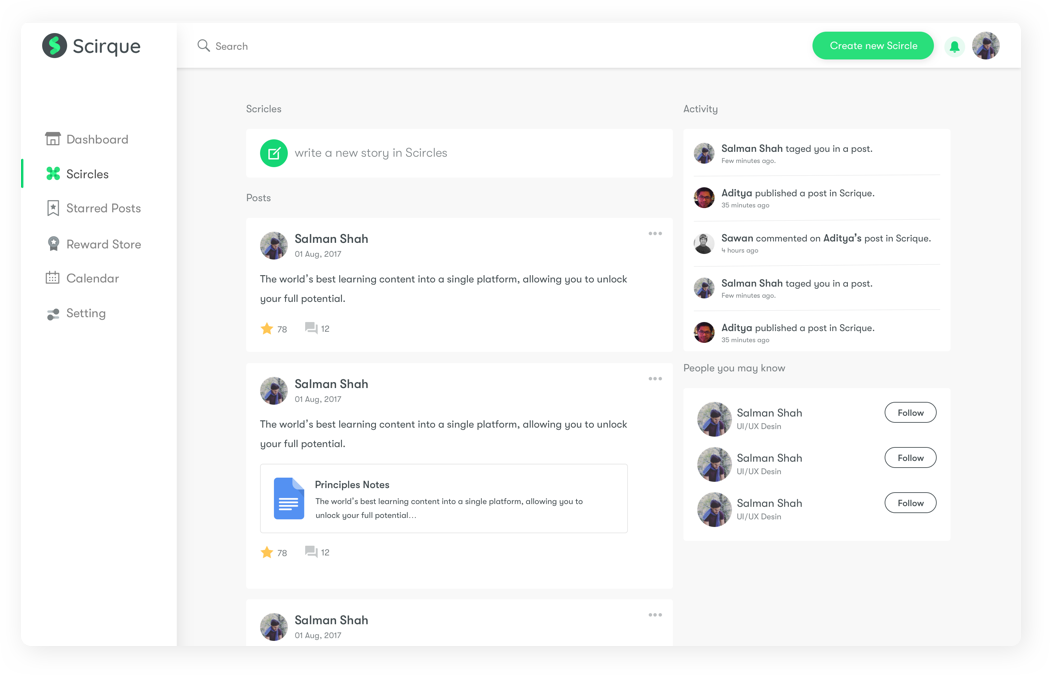 Scirque
Search
Create new Scircle
Dashboard
Scircles
Starred Posts
Reward Store
Calendar
Setting
Scricles
write a new story in Scircles
Posts
Salman Shah
01 Aug, 2017
The world's best learning content into a single platform, allowing you to unlock
your full potential.
78 12
Salman Shah
01 Aug, 2017
The world's best learning content into a single platform, allowing you to unlock
your full potential.
Principles Notes
The world's best learning content into a single platform, allowing you to
unlock your full potential...
78 12
Salman Shah
01 Aug, 2017
Activity
Salman Shah taged you in a post.
Few minutes ago.
Aditya published a post in Scrique.
35 minutes ago
Sawan commented on Aditya's post in Scrique.
4 hours ago
Salman Shah taged you in a post.
Few minutes ago.
Aditya published a post in Scrique.
35 minutes ago
People you may know
Salman Shah
UI/UX Desin
Follow
Salman Shah
UI/UX Desin
Follow
Salman Shah
UI/UX Desin
Follow